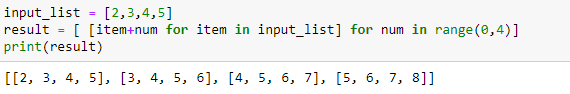 input_list = [2,3,4,5]
result = [ [item+num for item in input_list] for num in range(0,4)]
print(result)
[[2, 3, 4, 5], [3, 4, 5, 6], [4, 5, 6, 7], [5, 6, 7, 8]]